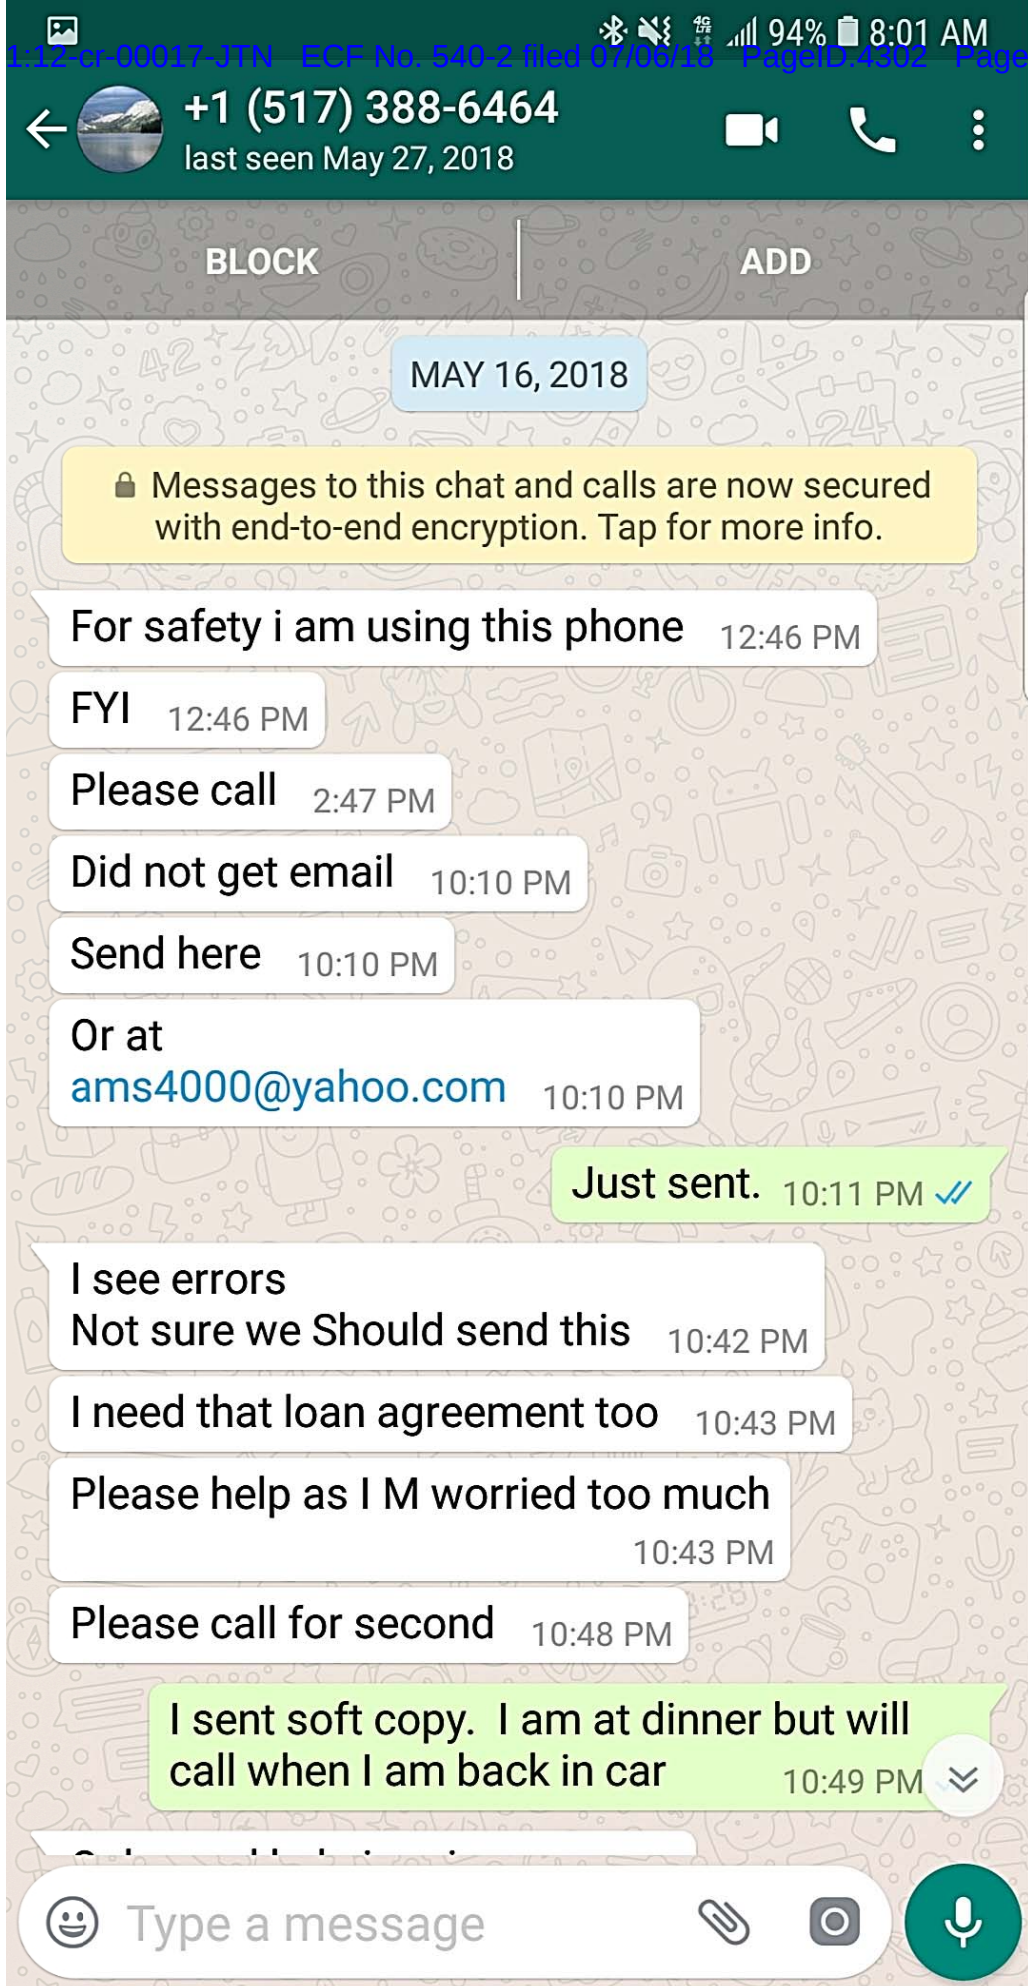 4G LTE 94% 8:01 AM
1:12-cr-00017-JTN ECF No. 540-2 filed 07/06/18 PageID.4302 Page
+1 (517) 388-6464
last seen May 27, 2018
BLOCK ADD
MAY 16, 2018
Messages to this chat and calls are now secured
with end-to-end encryption. Tap for more info.
For safety i am using this phone 12:46 PM
FYI 12:46 PM
Please call 2:47 PM
Did not get email 10:10 PM
Send here 10:10 PM
Or at
ams4000@yahoo.com 10:10 PM
Just sent. 10:11 PM
I see errors
Not sure we Should send this 10:42 PM
I need that loan agreement too 10:43 PM
Please help as I M worried too much
10:43 PM
Please call for second 10:48 PM
I sent soft copy. I am at dinner but will
call when I am back in car 10:49 PM
Type a message